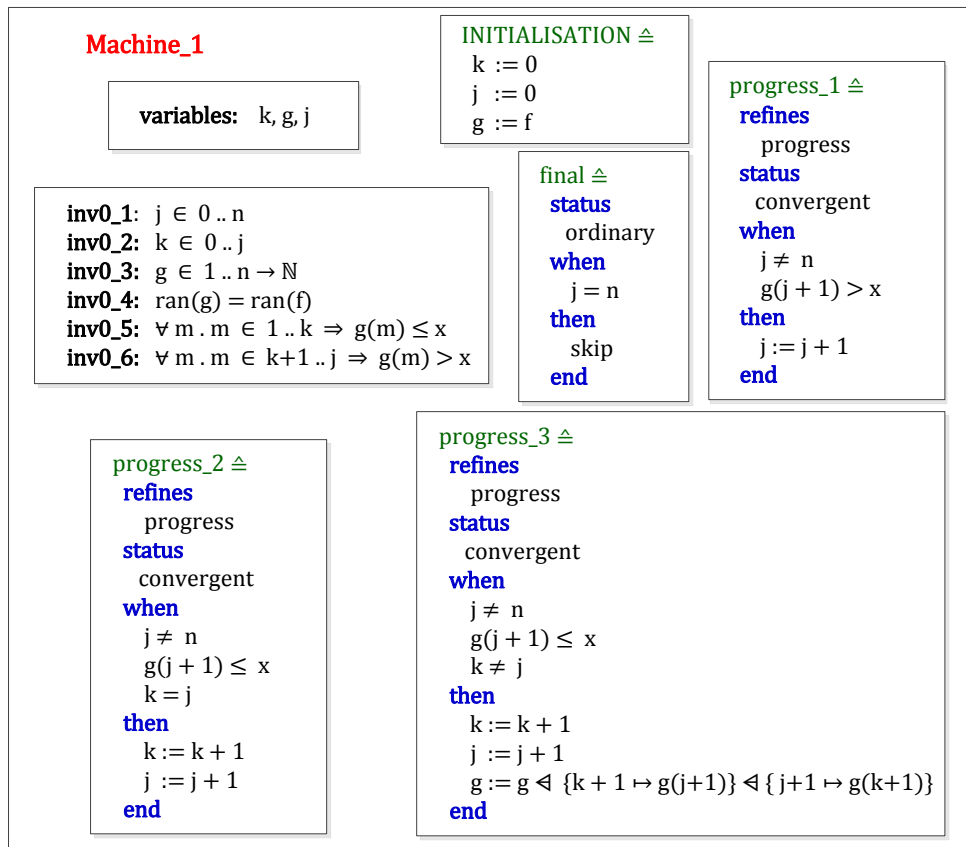 Machine_1
variables: k, g, j
INITIALISATION ≙
k := 0
j := 0
g := f
progress_1 ≙
refines
progress
status
convergent
when
j ≠ n
g(j + 1) > x
then
j := j + 1
end
final ≙
status
ordinary
when
j = n
then
skip
end
inv0_1: j ∈ 0 .. n
inv0_2: k ∈ 0 .. j
inv0_3: g ∈ 1 .. n → ℕ
inv0_4: ran(g) = ran(f)
inv0_5: ∀ m . m ∈ 1 .. k ⇒ g(m) ≤ x
inv0_6: ∀ m . m ∈ k+1 .. j ⇒ g(m) > x
progress_2 ≙
refines
progress
status
convergent
when
j ≠ n
g(j + 1) ≤ x
k = j
then
k := k + 1
j := j + 1
end
progress_3 ≙
refines
progress
status
convergent
when
j ≠ n
g(j + 1) ≤ x
k ≠ j
then
k := k + 1
j := j + 1
g := g ⩤ {k + 1 ↦ g(j+1)} ⩤ { j+1 ↦ g(k+1)}
end